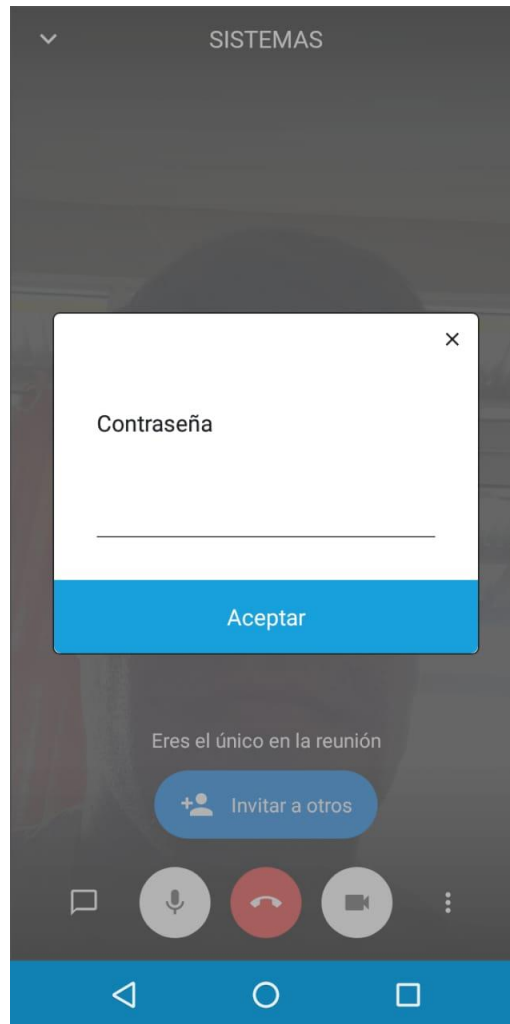 SISTEMAS
Contraseña
Aceptar
Eres el único en la reunión
Invitar a otros